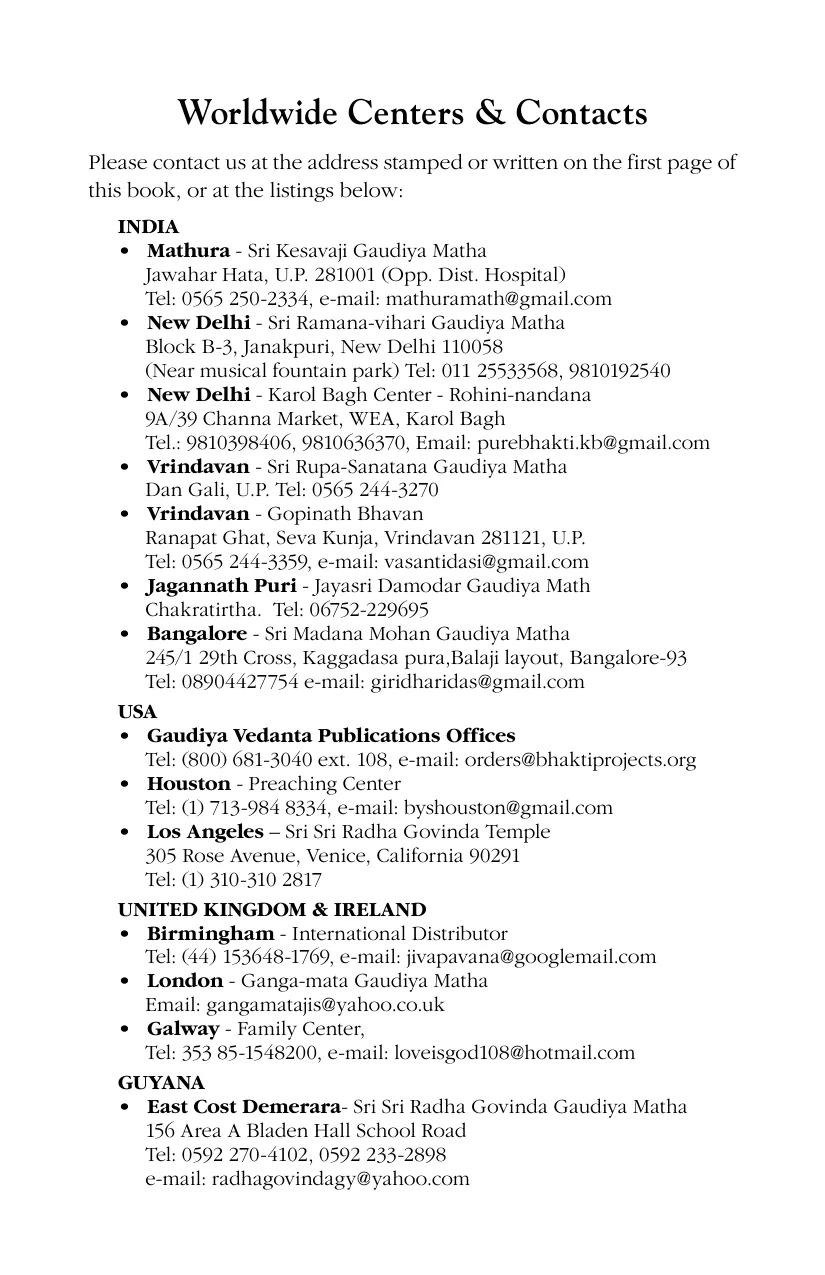 Worldwide Centers & Contacts
Please contact us at the address stamped or written on the first page of
this book, or at the listings below:
INDIA
• Mathura - Sri Kesavaji Gaudiya Matha
Jawahar Hata, U.P. 281001 (Opp. Dist. Hospital)
Tel: 0565 250-2334, e-mail: mathuramath@gmail.com
• New Delhi - Sri Ramana-vihari Gaudiya Matha
Block B-3, Janakpuri, New Delhi 110058
(Near musical fountain park) Tel: 011 25533568, 9810192540
• New Delhi - Karol Bagh Center - Rohini-nandana
9A/39 Channa Market, WEA, Karol Bagh
Tel.: 9810398406, 9810636370, Email: purebhakti.kb@gmail.com
• Vrindavan - Sri Rupa-Sanatana Gaudiya Matha
Dan Gali, U.P. Tel: 0565 244-3270
• Vrindavan - Gopinath Bhavan
Ranapat Ghat, Seva Kunja, Vrindavan 281121, U.P.
Tel: 0565 244-3359, e-mail: vasantidasi@gmail.com
• Jagannath Puri - Jayasri Damodar Gaudiya Math
Chakratirtha.  Tel: 06752-229695
• Bangalore - Sri Madana Mohan Gaudiya Matha
245/1 29th Cross, Kaggadasa pura,Balaji layout, Bangalore-93
Tel: 08904427754 e-mail: giridharidas@gmail.com
USA
• Gaudiya Vedanta Publications Offices
Tel: (800) 681-3040 ext. 108, e-mail: orders@bhaktiprojects.org
• Houston - Preaching Center
Tel: (1) 713-984 8334, e-mail: byshouston@gmail.com
• Los Angeles – Sri Sri Radha Govinda Temple
305 Rose Avenue, Venice, California 90291
Tel: (1) 310-310 2817
UNITED KINGDOM & IRELAND
• Birmingham - International Distributor
Tel: (44) 153648-1769, e-mail: jivapavana@googlemail.com
• London - Ganga-mata Gaudiya Matha
Email: gangamatajis@yahoo.co.uk
• Galway - Family Center,
Tel: 353 85-1548200, e-mail: loveisgod108@hotmail.com
GUYANA
• East Cost Demerara- Sri Sri Radha Govinda Gaudiya Matha
156 Area A Bladen Hall School Road
Tel: 0592 270-4102, 0592 233-2898
e-mail: radhagovindagy@yahoo.com